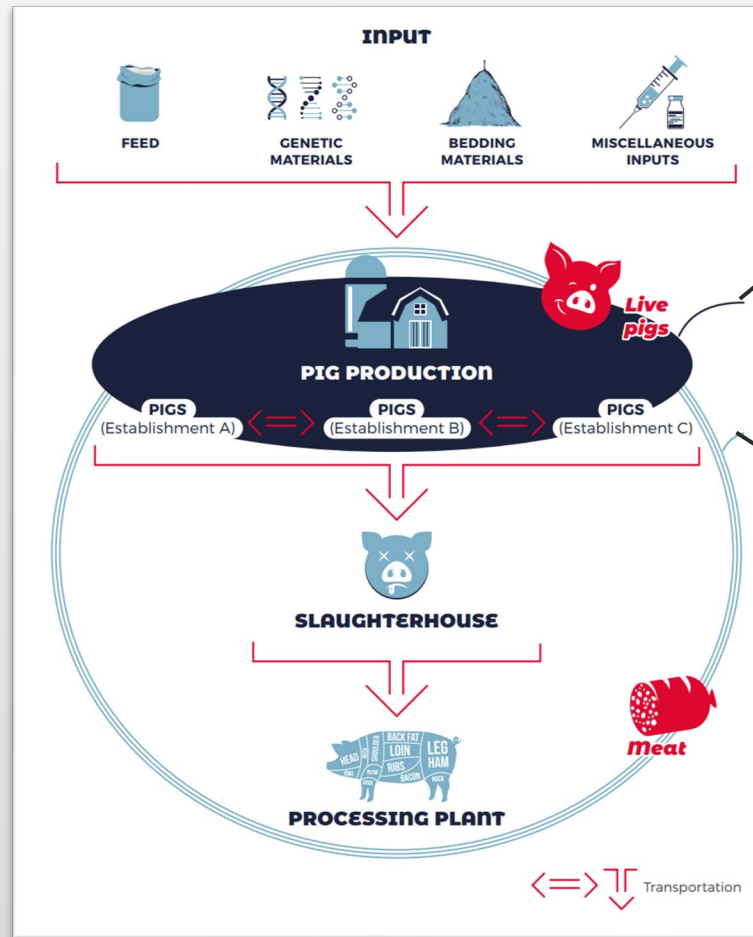 INPUT
FEED
GENETIC
MATERIALS
BEDDING
MATERIALS
MISCELLANEOUS
INPUTS
Live
pigs
PIG PRODUCTION
PIGS
(Establishment A)
PIGS
(Establishment B)
PIGS
(Establishment C)
SLAUGHTERHOUSE
HEAD
SHOULDER
BACK FAT
LOIN
RIBS
BACON
LEG
HAM
HOCK
meat
PROCESSING PLANT
Transportation